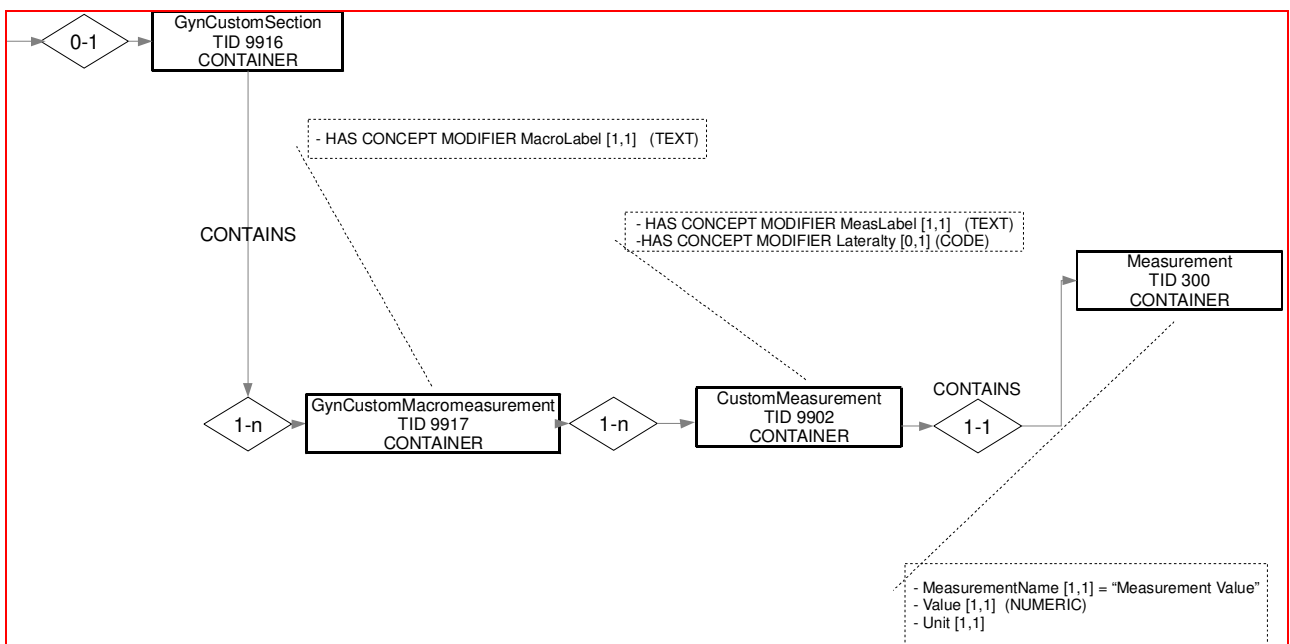 0-1
GynCustomSection
TID 9916
CONTAINER
- HAS CONCEPT MODIFIER MacroLabel [1,1] (TEXT)
CONTAINS
- HAS CONCEPT MODIFIER MeasLabel [1,1] (TEXT)
-HAS CONCEPT MODIFIER Lateralty [0,1] (CODE)
Measurement
TID 300
CONTAINER
1-n
GynCustomMacromeasurement
TID 9917
CONTAINER
1-n
CustomMeasurement
TID 9902
CONTAINER
CONTAINS
1-1
- MeasurementName [1,1] = “Measurement Value”
- Value [1,1] (NUMERIC)
- Unit [1,1]